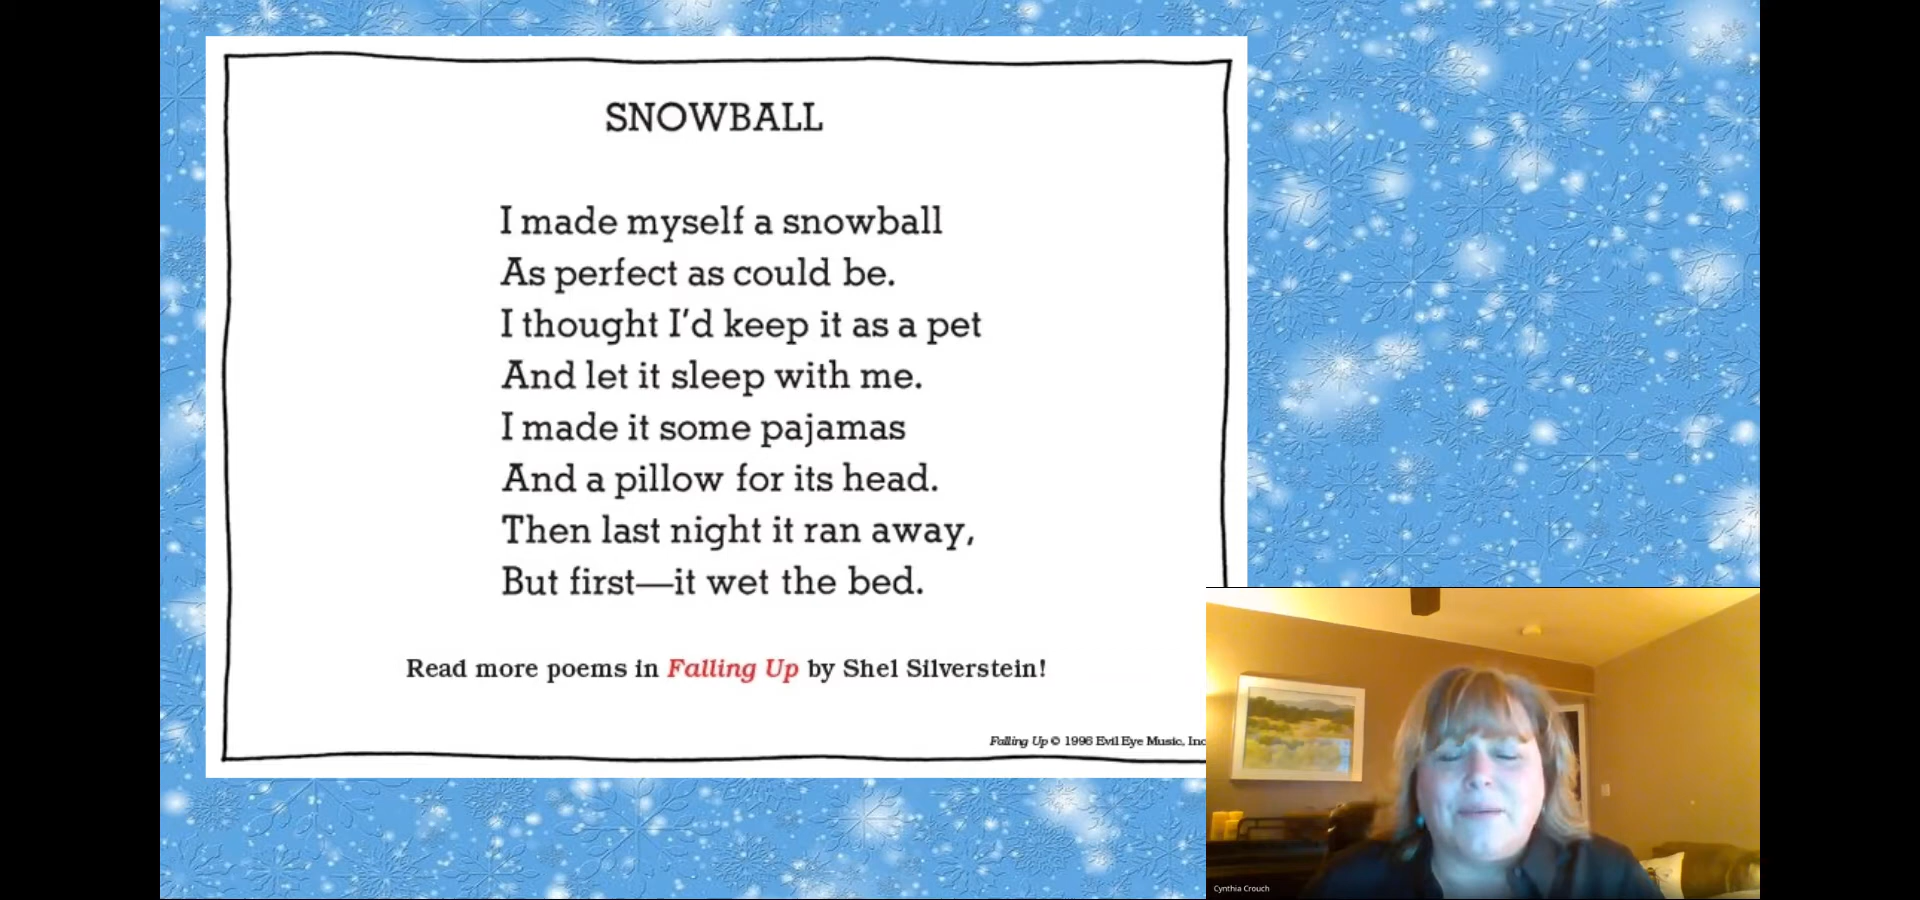 SNOWBALL
I made myself a snowball
As perfect as could be.
I thought I’d keep it as a pet
And let it sleep with me.
I made it some pajamas
And a pillow for its head.
Then last night it ran away,
But first—it wet the bed.
Read more poems in Falling Up by Shel Silverstein!
Falling Up © 1996 Evil Eye Music, Inc
Cynthia Crouch